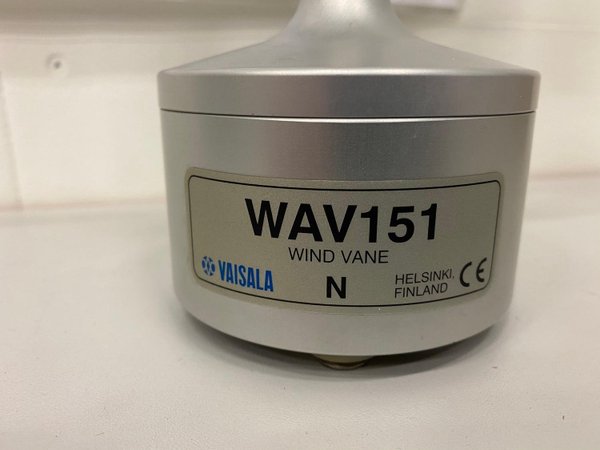 WAV151
WIND VANE
VAISALA
N
HELSINKI,
FINLAND
CE